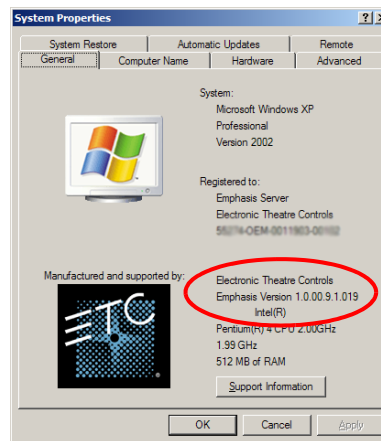 System Properties
System Restore Automatic Updates Remote
General Computer Name Hardware Advanced
System:
Microsoft Windows XP
Professional
Version 2002
Registered to:
Emphasis Server
Electronic Theatre Controls
Manufactured and supported by:
Electronic Theatre Controls
Emphasis Version 1.0.00.9.1.019
Intel(R)
Pentium(R) 4 CPU 2.00GHz
1.99 GHz
512 MB of RAM
ETC
Support Information
OK Cancel Apply